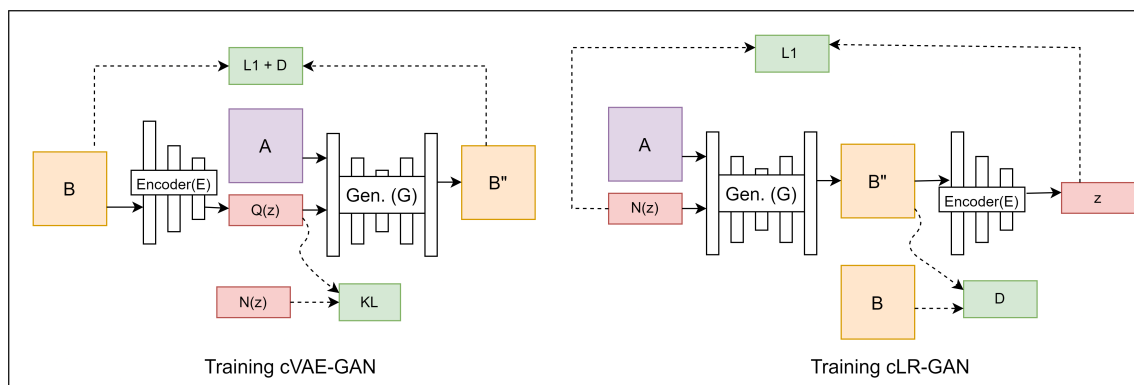 L1 + D
A
B
Encoder(E)
Q(z)
Gen. (G)
B"
N(z)
KL
Training cVAE-GAN
L1
A
N(z)
Gen. (G)
B"
Encoder(E)
z
B
D
Training cLR-GAN